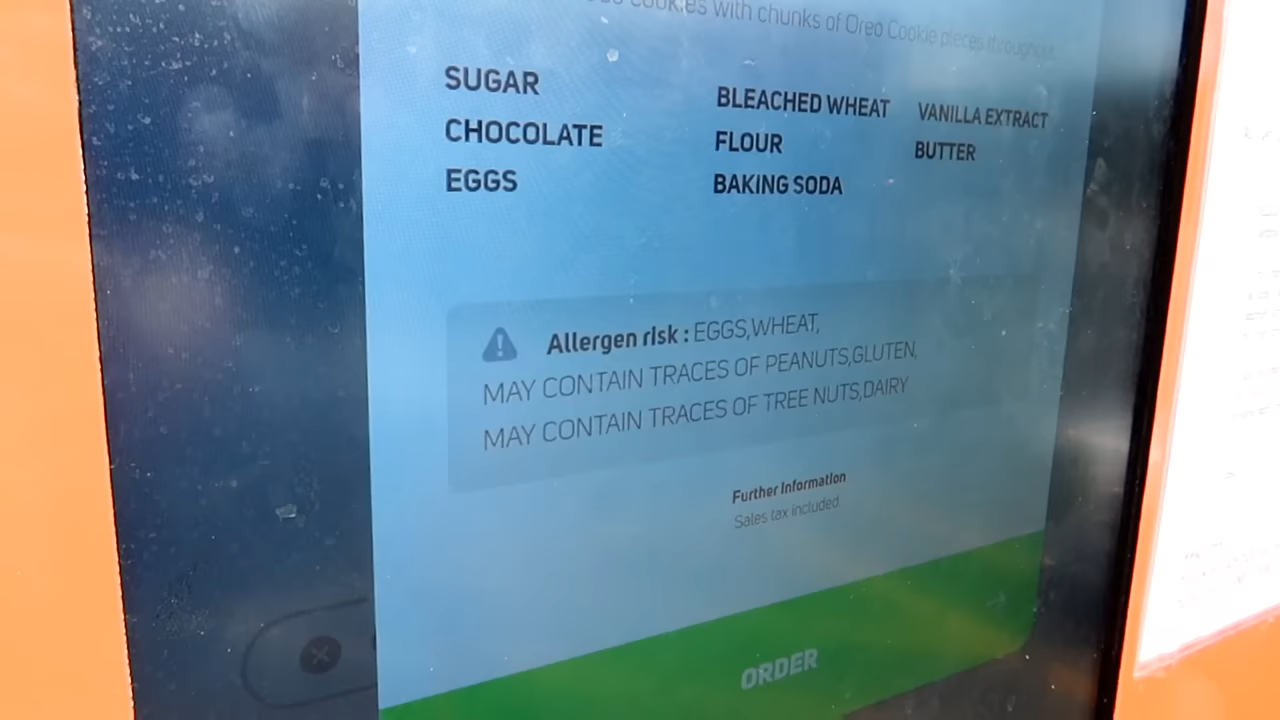 cookies with chunks of Oreo Cookie pieces throughout
SUGAR
CHOCOLATE
EGGS
BLEACHED WHEAT
FLOUR
BAKING SODA
VANILLA EXTRACT
BUTTER
Allergen risk : EGGS,WHEAT,
MAY CONTAIN TRACES OF PEANUTS,GLUTEN,
MAY CONTAIN TRACES OF TREE NUTS,DAIRY
Further Information
Sales tax included
ORDER